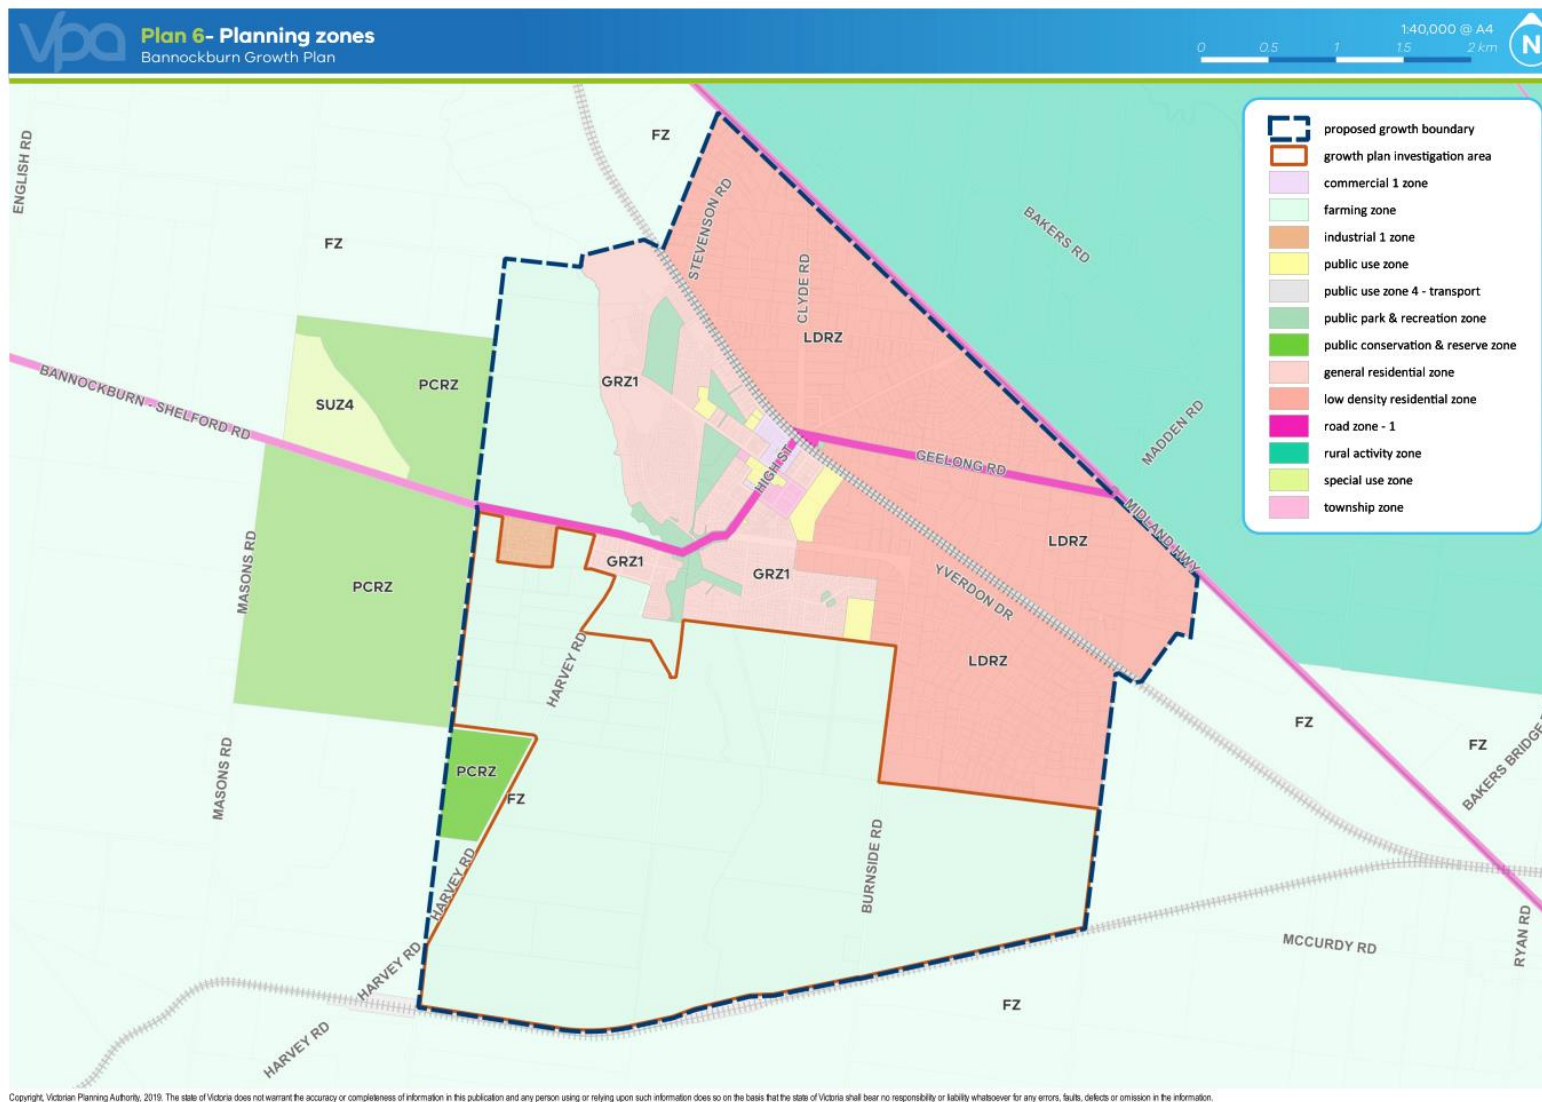 vpa
Plan 6- Planning zones
Bannockburn Growth Plan
1:40,000 @ A4
0 0.5 1 1.5 2 km
N
proposed growth boundary
growth plan investigation area
commercial 1 zone
farming zone
industrial 1 zone
public use zone
public use zone 4 - transport
public park & recreation zone
public conservation & reserve zone
general residential zone
low density residential zone
road zone - 1
rural activity zone
special use zone
township zone
ENGLISH RD
FZ
FZ
STEVENSON RD
CLYDE RD
BAKERS RD
LDRZ
BANNOCKBURN - SHELFORD RD
PCRZ
SUZ4
GRZ1
HIGH ST
GEELONG RD
MADDEN RD
MIDLAND HWY
LDRZ
MASONS RD
PCRZ
GRZ1
GRZ1
YVERDON DR
HARVEY RD
LDRZ
FZ
FZ
BAKERS BRIDGE
MASONS RD
PCRZ
FZ
HARVEY RD
BURNSIDE RD
HARVEY RD
MCCURDY RD
RYAN RD
FZ
HARVEY RD
Copyright, Victorian Planning Authority, 2019. The state of Victoria does not warrant the accuracy or completeness of information in this publication and any person using or relying upon such information does so on the basis that the state of Victoria shall bear no responsibility or liability whatsoever for any errors, faults, defects or omission in the information.